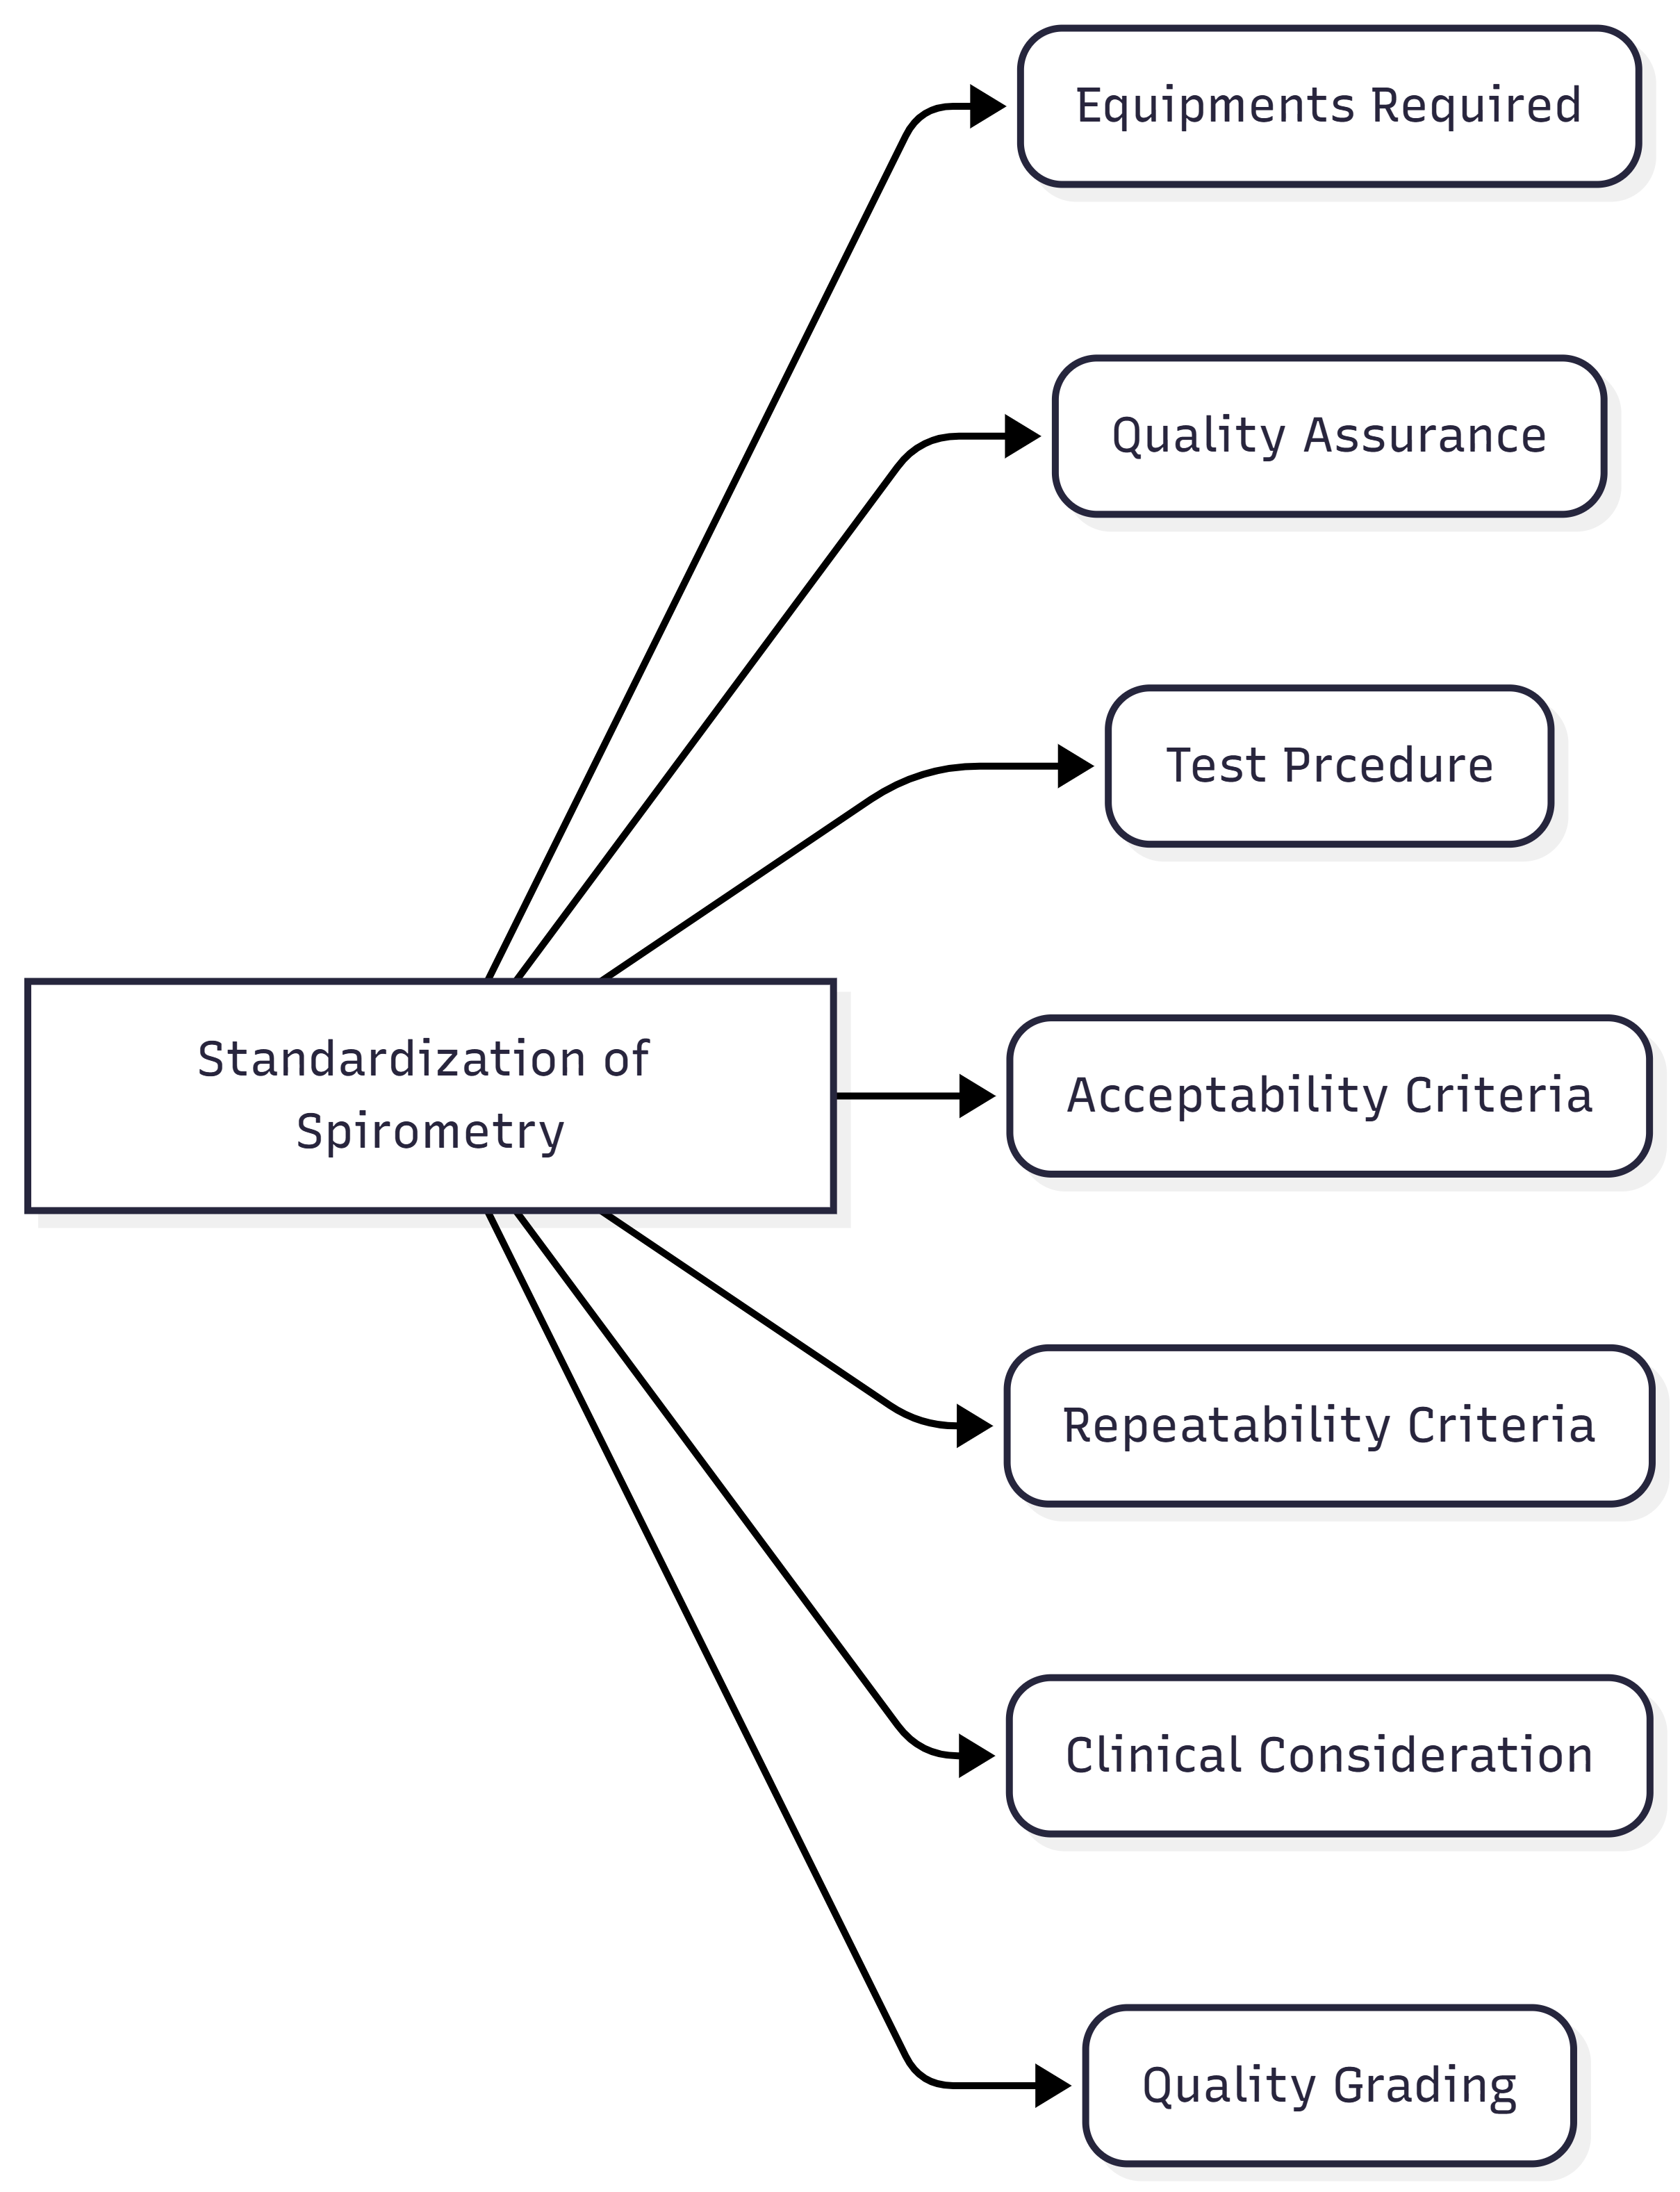 Equipments Required
Quality Assurance
Test Prcedure
Standardization of
Spirometry
Acceptability Criteria
Repeatability Criteria
Clinical Consideration
Quality Grading